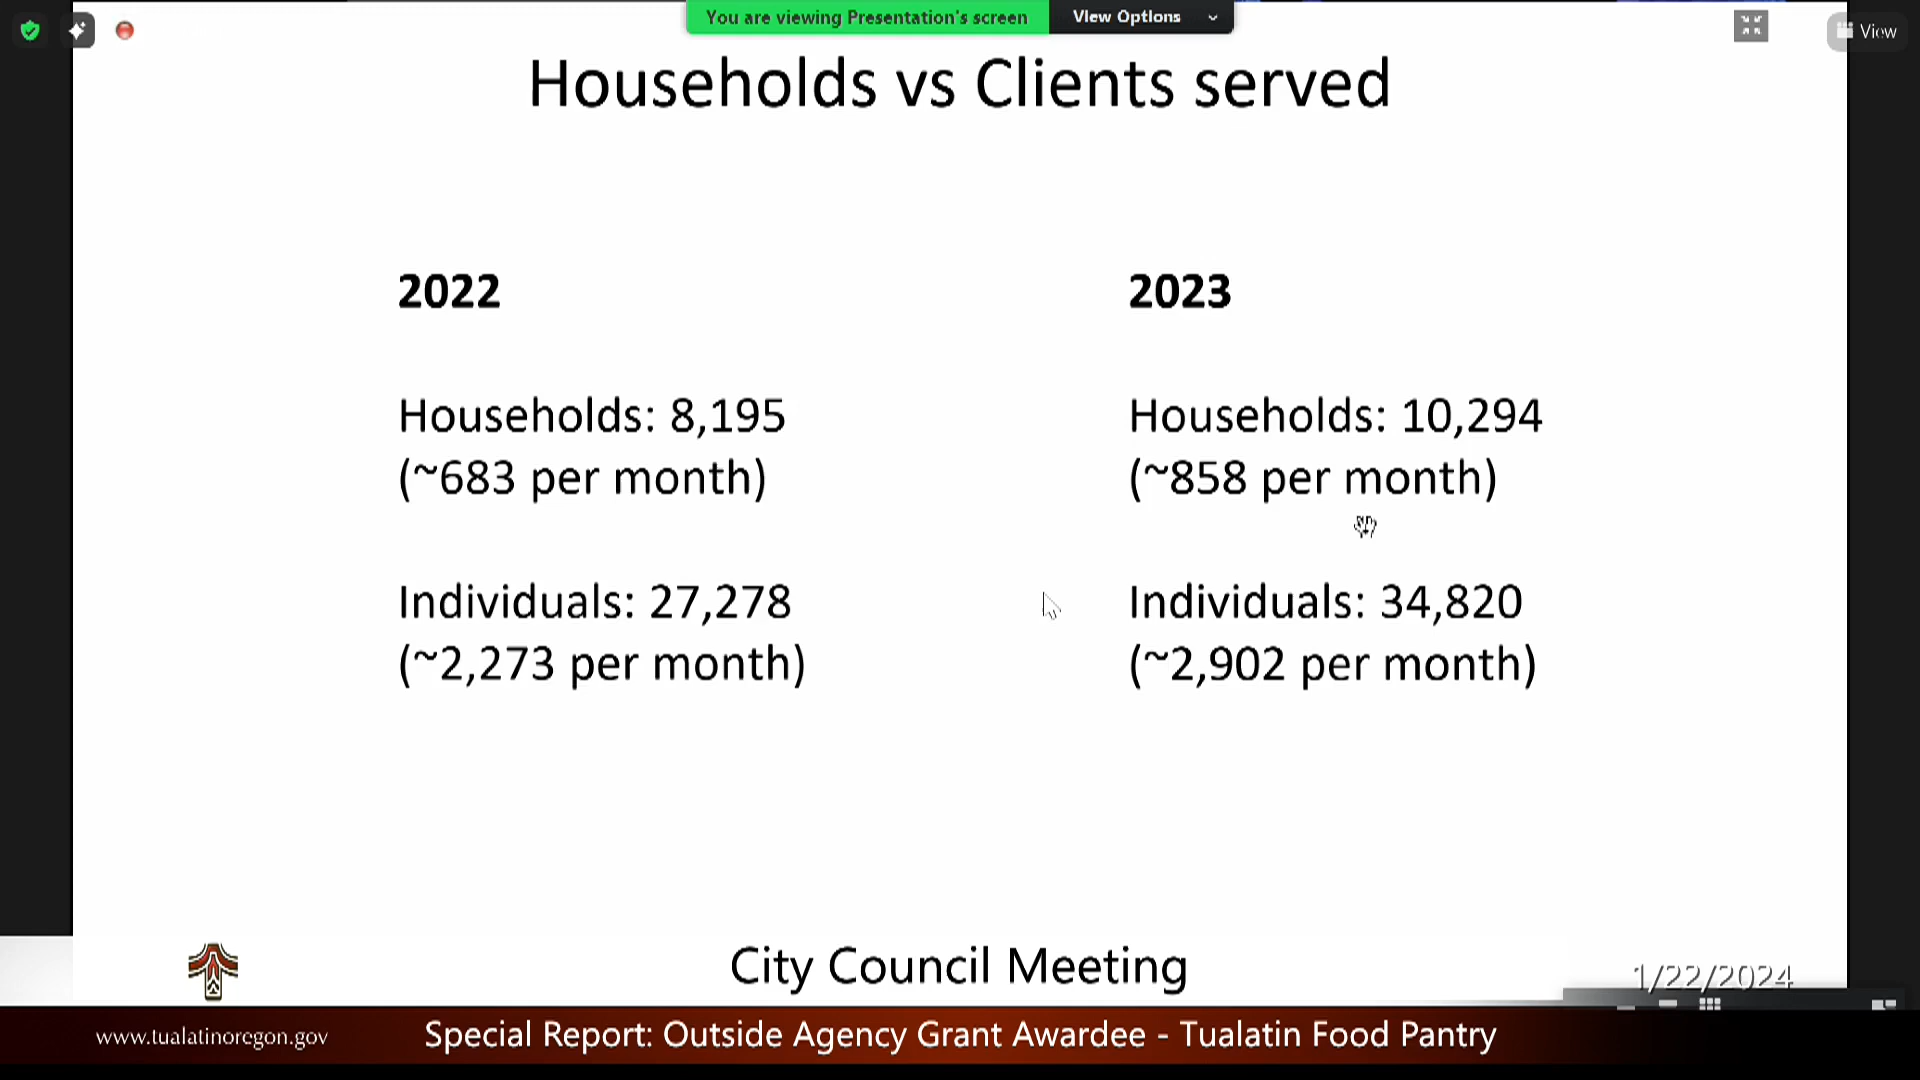 You are viewing Presentation's screen
View Options
View
Households vs Clients served
2022
Households: 8,195
(~683 per month)
Individuals: 27,278
(~2,273 per month)
2023
Households: 10,294
(~858 per month)
Individuals: 34,820
(~2,902 per month)
City Council Meeting
1/22/2024
www.tualatinoregon.gov
Special Report: Outside Agency Grant Awardee - Tualatin Food Pantry